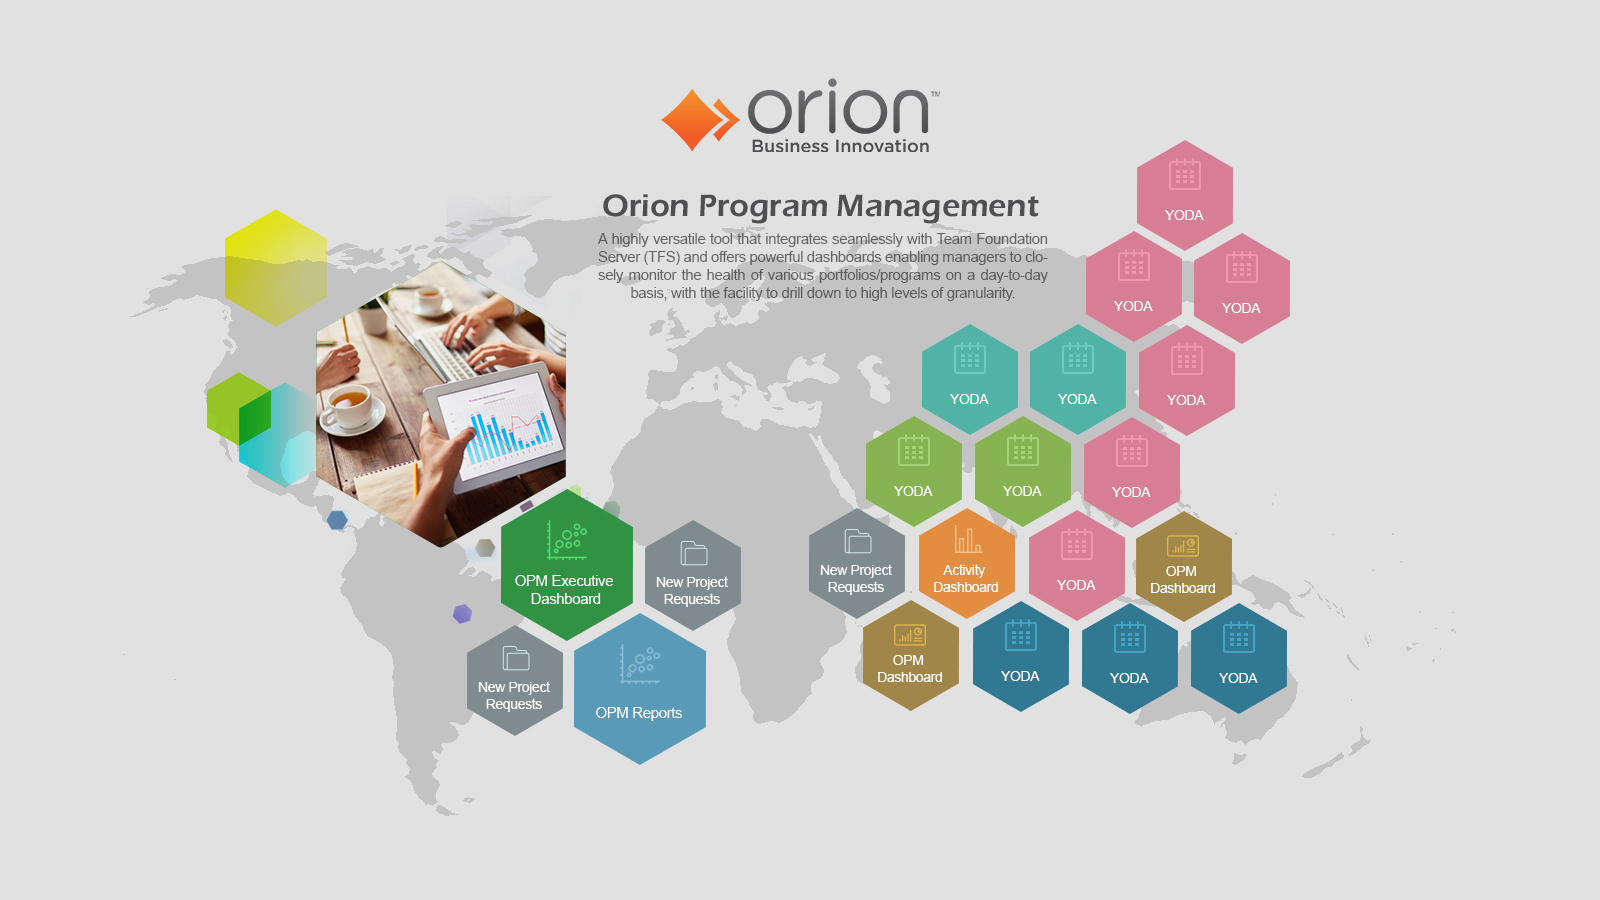 orion™
Business Innovation
Orion Program Management
A highly versatile tool that integrates seamlessly with Team Foundation
Server (TFS) and offers powerful dashboards enabling managers to clo-
sely monitor the health of various portfolios/programs on a day-to-day
basis, with the facility to drill down to high levels of granularity.
YODA
YODA
YODA
YODA
YODA
YODA
YODA
YODA
YODA
New Project
Requests
Activity
Dashboard
YODA
OPM
Dashboard
OPM
Dashboard
YODA
YODA
YODA
OPM Executive
Dashboard
New Project
Requests
New Project
Requests
OPM Reports